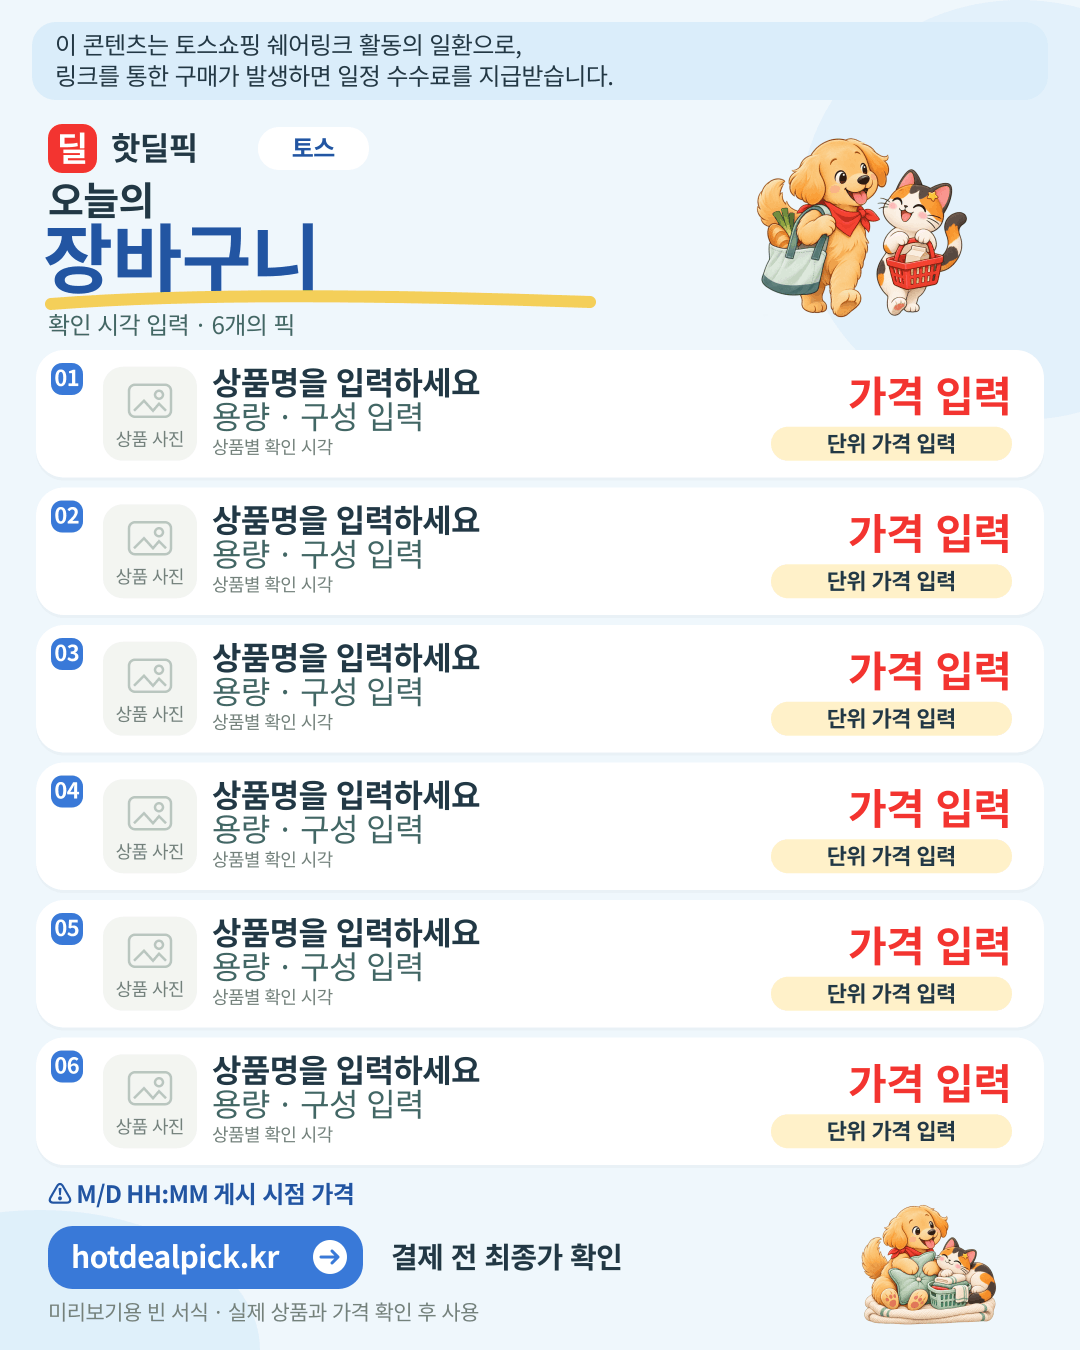 이 콘텐츠는 토스쇼핑 쉐어링크 활동의 일환으로,
링크를 통한 구매가 발생하면 일정 수수료를 지급받습니다.
딜 핫딜픽 토스
오늘의
장바구니
확인 시각 입력 · 6개의 픽
01
상품 사진
상품명을 입력하세요
용량 · 구성 입력
상품별 확인 시각
가격 입력
단위 가격 입력
02
상품 사진
상품명을 입력하세요
용량 · 구성 입력
상품별 확인 시각
가격 입력
단위 가격 입력
03
상품 사진
상품명을 입력하세요
용량 · 구성 입력
상품별 확인 시각
가격 입력
단위 가격 입력
04
상품 사진
상품명을 입력하세요
용량 · 구성 입력
상품별 확인 시각
가격 입력
단위 가격 입력
05
상품 사진
상품명을 입력하세요
용량 · 구성 입력
상품별 확인 시각
가격 입력
단위 가격 입력
06
상품 사진
상품명을 입력하세요
용량 · 구성 입력
상품별 확인 시각
가격 입력
단위 가격 입력
⚠ M/D HH:MM 게시 시점 가격
hotdealpick.kr → 결제 전 최종가 확인
미리보기용 빈 서식 · 실제 상품과 가격 확인 후 사용